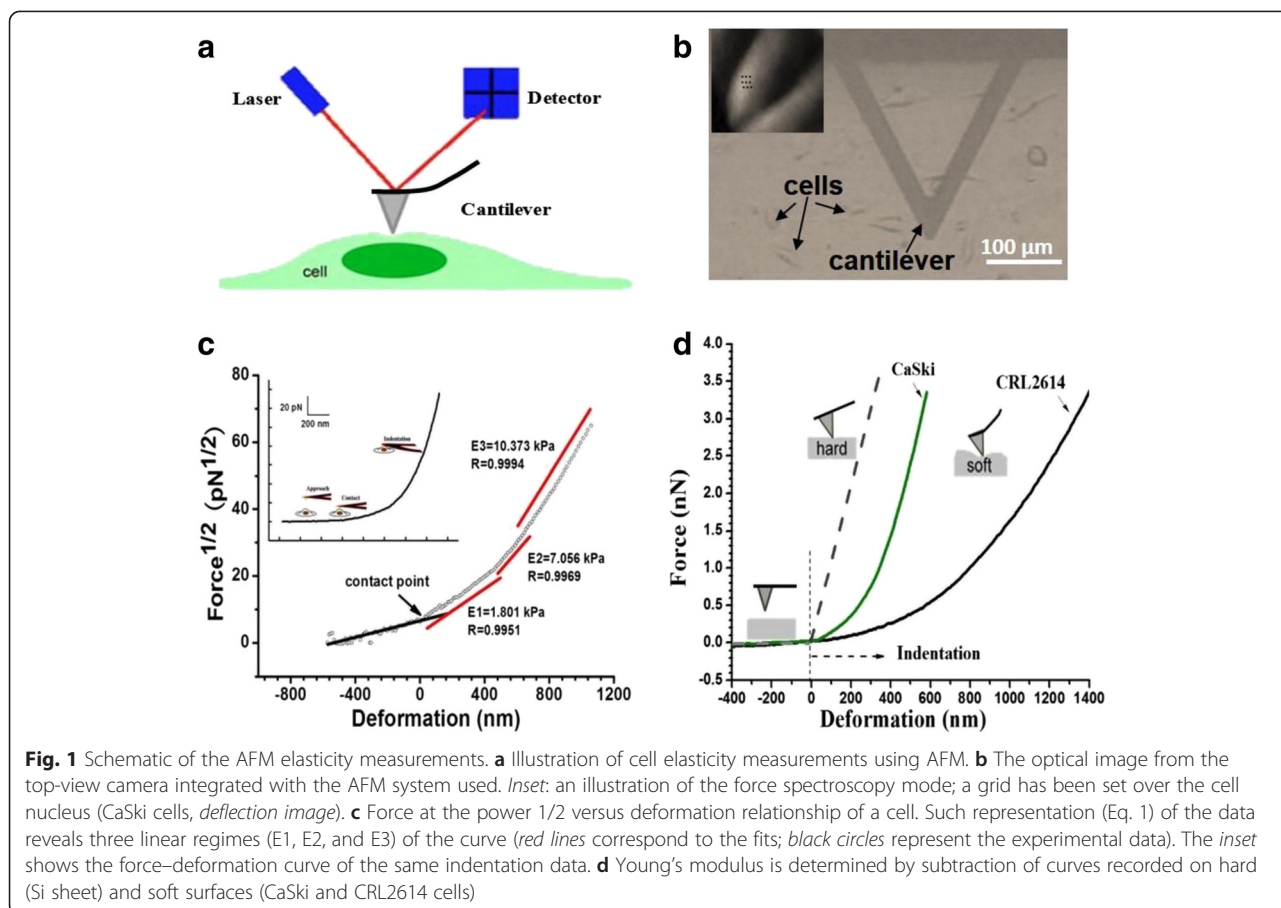 a
Laser
Detector
Cantilever
cell
b
cells
cantilever
100 µm
c
Force1/2 (pN1/2)
80
60
40
20
0
20 pN
200 nm
Approach
Contact
Indentation
E3=10.373 kPa
R=0.9994
E2=7.056 kPa
R=0.9969
contact point
E1=1.801 kPa
R=0.9951
-800 -400 0 400 800 1200
Deformation (nm)
d
Force (nN)
4.0
3.5
3.0
2.5
2.0
1.5
1.0
0.5
0.0
-0.5
CaSki
CRL2614
hard
soft
Indentation
-400 -200 0 200 400 600 800 1000 1200 1400
Deformation (nm)
Fig. 1 Schematic of the AFM elasticity measurements. a Illustration of cell elasticity measurements using AFM. b The optical image from the
top-view camera integrated with the AFM system used. Inset: an illustration of the force spectroscopy mode; a grid has been set over the cell
nucleus (CaSki cells, deflection image). c Force at the power 1/2 versus deformation relationship of a cell. Such representation (Eq. 1) of the data
reveals three linear regimes (E1, E2, and E3) of the curve (red lines correspond to the fits; black circles represent the experimental data). The inset
shows the force–deformation curve of the same indentation data. d Young's modulus is determined by subtraction of curves recorded on hard
(Si sheet) and soft surfaces (CaSki and CRL2614 cells)